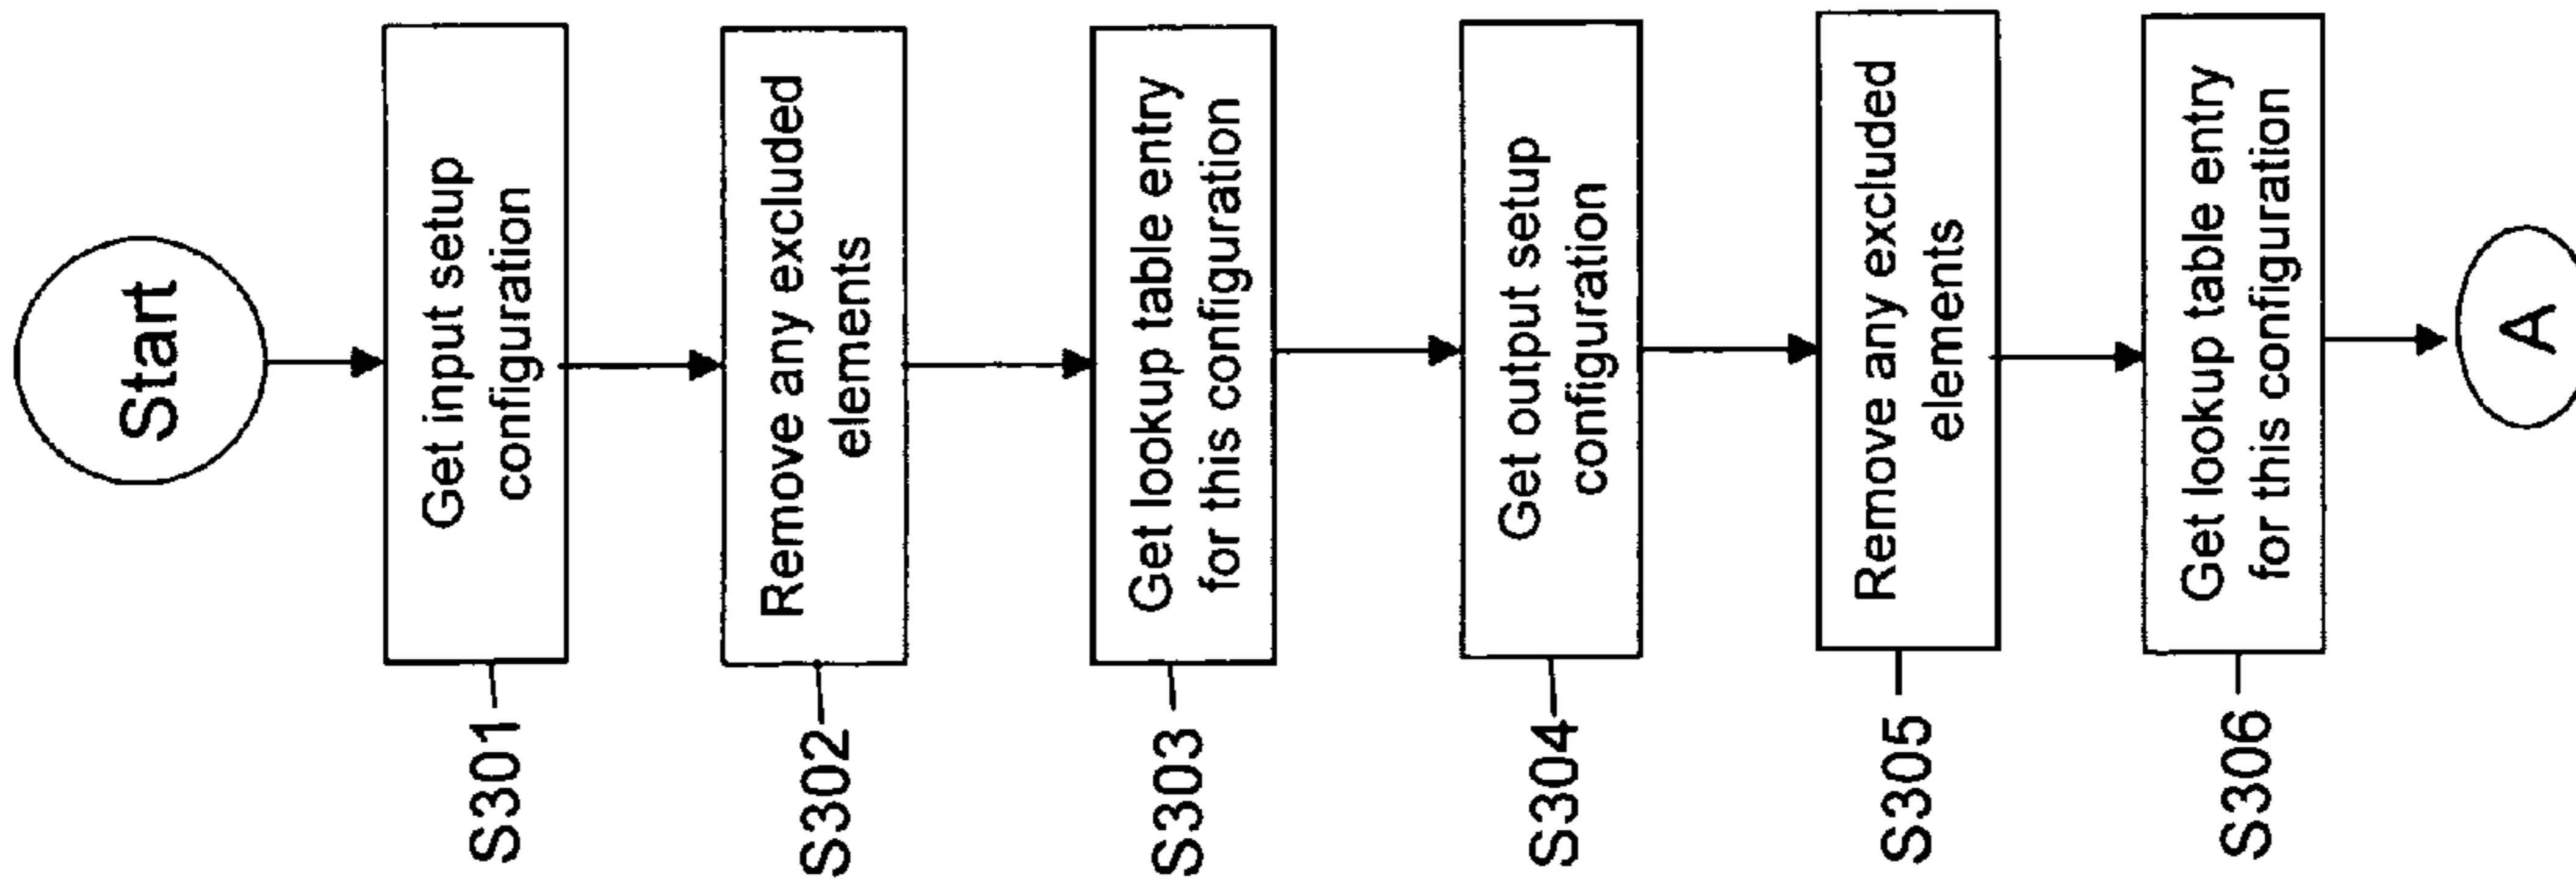 Start
S301
Get input setup
configuration
S302
Remove any excluded
elements
S303
Get lookup table entry
for this configuration
S304
Get output setup
configuration
S305
Remove any excluded
elements
S306
Get lookup table entry
for this configuration
A